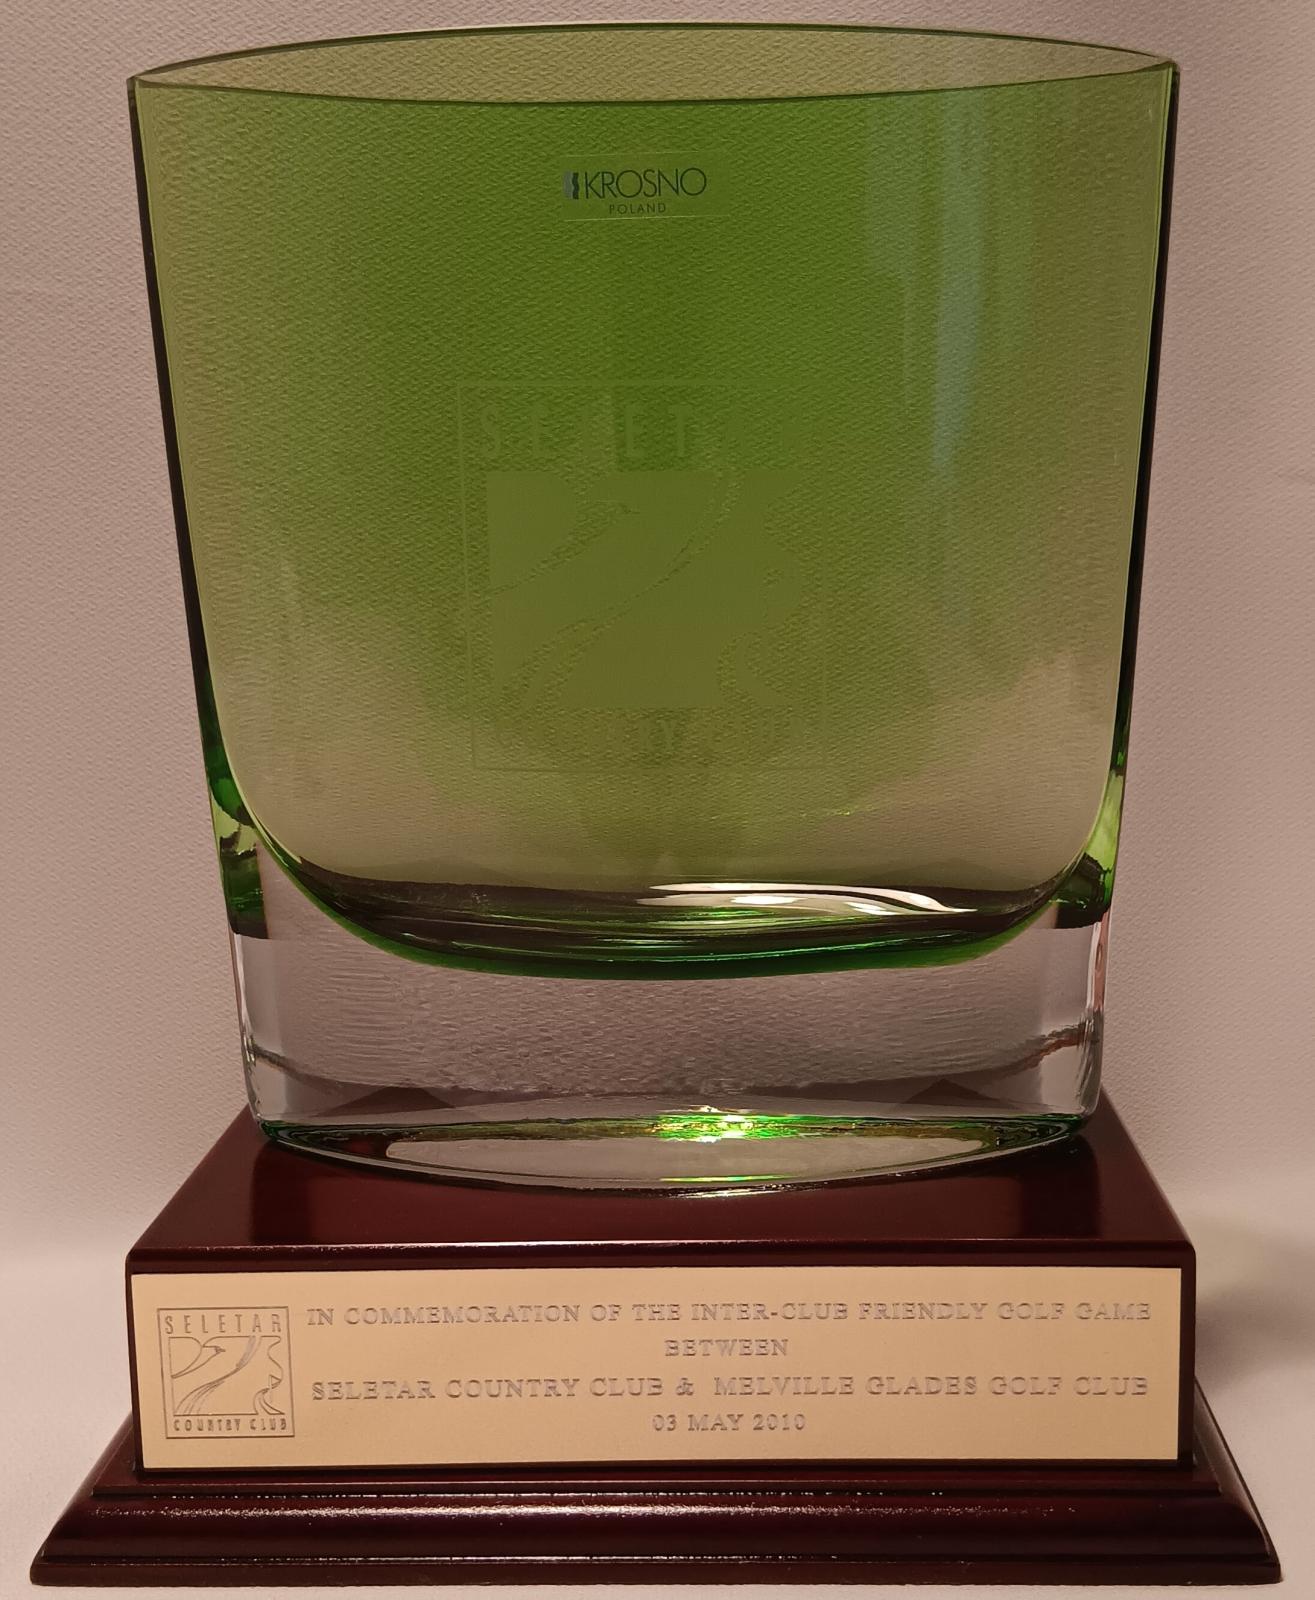 KROSNO
POLAND
SELETAR
SELETAR
COUNTRY CLUB
IN COMMEMORATION OF THE INTER-CLUB FRIENDLY GOLF GAME
BETWEEN
SELETAR COUNTRY CLUB & MELVILLE GLADES GOLF CLUB
03 MAY 2010